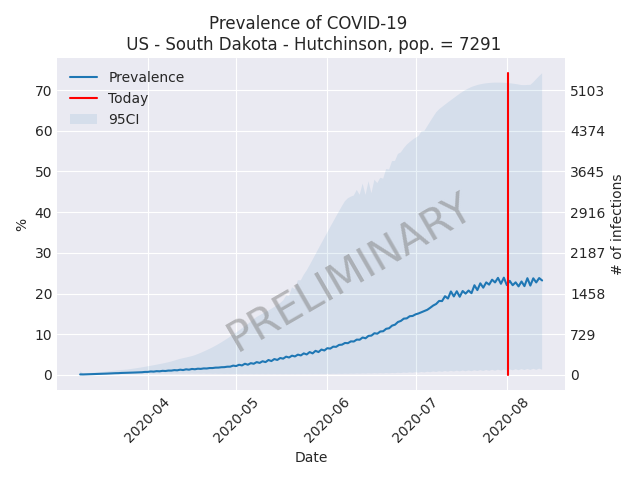 Prevalence of COVID-19
US - South Dakota - Hutchinson, pop. = 7291
Prevalence
Today
95CI
70
60
50
40
30
20
10
0
%
5103
4374
3645
2916
2187
1458
729
0
# of infections
PRELIMINARY
2020-04
2020-05
2020-06
2020-07
2020-08
Date